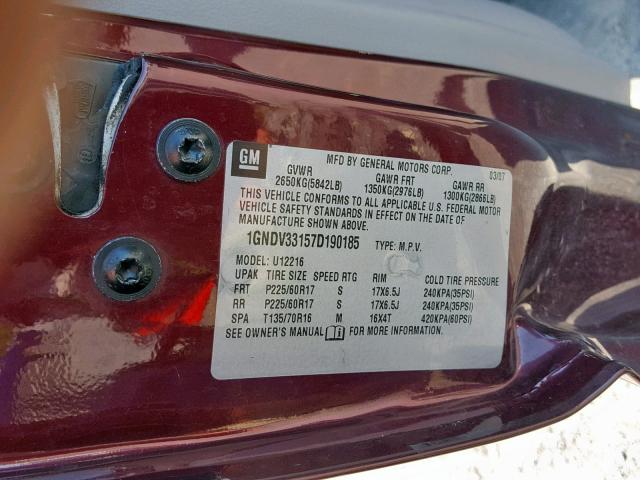 GM
MFD BY GENERAL MOTORS CORP. 03/07
GVWR GAWR FRT GAWR RR
2650KG(5842LB) 1350KG(2976LB) 1300KG(2866LB)
THIS VEHICLE CONFORMS TO ALL APPLICABLE U.S. FEDERAL MOTOR
VEHICLE SAFETY STANDARDS IN EFFECT ON THE DATE OF
MANUFACTURE SHOWN ABOVE.
1GNDV33157D190185 TYPE: M.P.V.
MODEL: U12216
UPAK TIRE SIZE SPEED RTG RIM COLD TIRE PRESSURE
FRT P225/60R17 S 17X6.5J 240KPA(35PSI)
RR P225/60R17 S 17X6.5J 240KPA(35PSI)
SPA T135/70R16 M 16X4T 420KPA(60PSI)
SEE OWNER'S MANUAL FOR MORE INFORMATION.